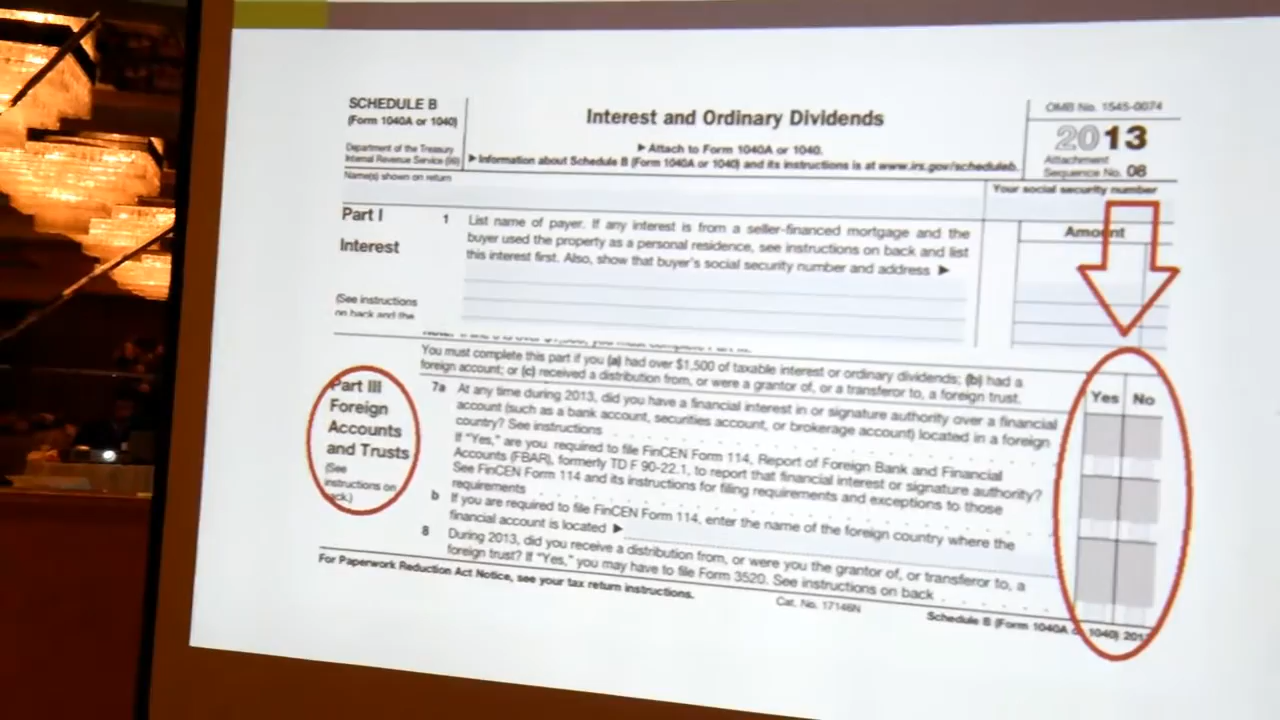 SCHEDULE B
(Form 1040A or 1040)
Department of the Treasury
Internal Revenue Service (99)
Interest and Ordinary Dividends
▶ Attach to Form 1040A or 1040.
▶ Information about Schedule B (Form 1040A or 1040) and its instructions is at www.irs.gov/scheduleb.
OMB No. 1545-0074
2013
Attachment
Sequence No. 08
Name(s) shown on return
Your social security number
Part I
Interest
(See instructions
on back and the
1 List name of payer. If any interest is from a seller-financed mortgage and the
buyer used the property as a personal residence, see instructions on back and list
this interest first. Also, show that buyer's social security number and address ▶
Amount
You must complete this part if you (a) had over $1,500 of taxable interest or ordinary dividends; (b) had a
foreign account; or (c) received a distribution from, or were a grantor of, or a transferor to, a foreign trust.
Yes No
Part III
Foreign
Accounts
and Trusts
(See
instructions on
back.)
7a At any time during 2013, did you have a financial interest in or signature authority over a financial
account (such as a bank account, securities account, or brokerage account) located in a foreign
country? See instructions
If "Yes," are you required to file FinCEN Form 114, Report of Foreign Bank and Financial
Accounts (FBAR), formerly TD F 90-22.1, to report that financial interest or signature authority?
See FinCEN Form 114 and its instructions for filing requirements and exceptions to those
requirements
b If you are required to file FinCEN Form 114, enter the name of the foreign country where the
financial account is located ▶
8 During 2013, did you receive a distribution from, or were you the grantor of, or transferor to, a
foreign trust? If "Yes," you may have to file Form 3520. See instructions on back
For Paperwork Reduction Act Notice, see your tax return instructions.
Cat. No. 17146N
Schedule B (Form 1040A or 1040) 2013